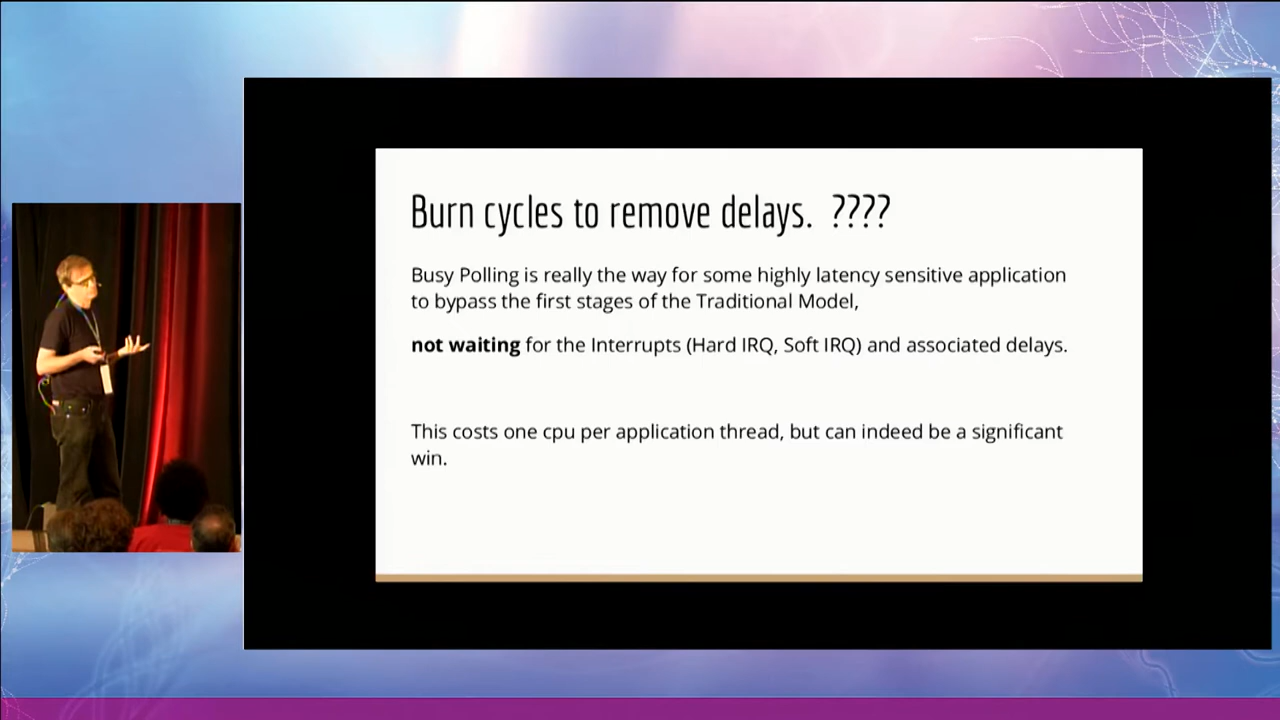 Burn cycles to remove delays.  ????
Busy Polling is really the way for some highly latency sensitive application
to bypass the first stages of the Traditional Model,
not waiting for the Interrupts (Hard IRQ, Soft IRQ) and associated delays.
This costs one cpu per application thread, but can indeed be a significant
win.